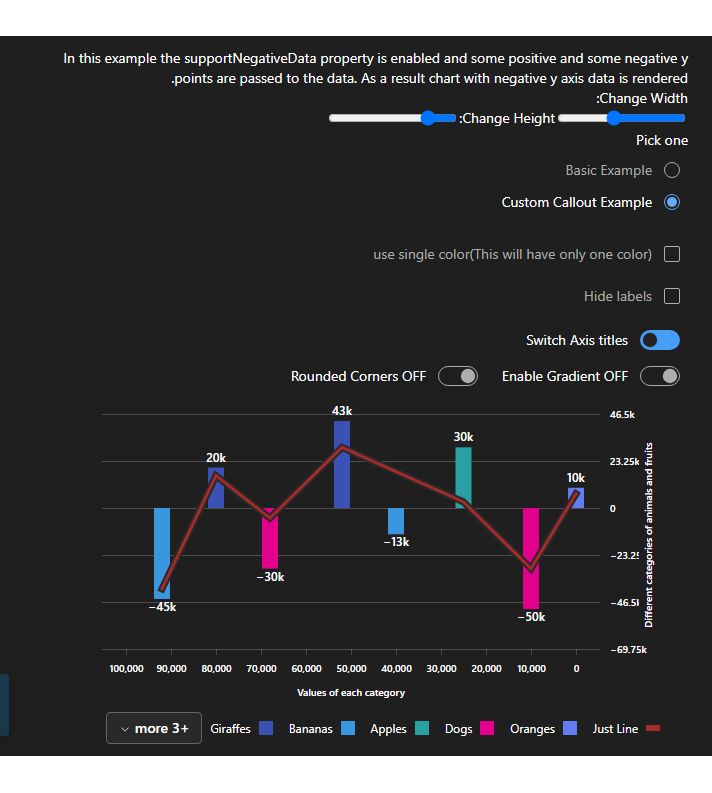 In this example the supportNegativeData property is enabled and some positive and some negative y
.points are passed to the data. As a result chart with negative y axis data is rendered
:Change Width
:Change Height
Pick one
Basic Example
Custom Callout Example
use single color(This will have only one color)
Hide labels
Switch Axis titles
Rounded Corners OFF Enable Gradient OFF
43k
46.5k
30k
20k
23.25k
10k
0
−13k
−23.2
−30k
−45k
−46.5
−50k
−69.75k
Different categories of animals and fruits
100,000 90,000 80,000 70,000 60,000 50,000 40,000 30,000 20,000 10,000 0
Values of each category
more 3+ Giraffes Bananas Apples Dogs Oranges Just Line